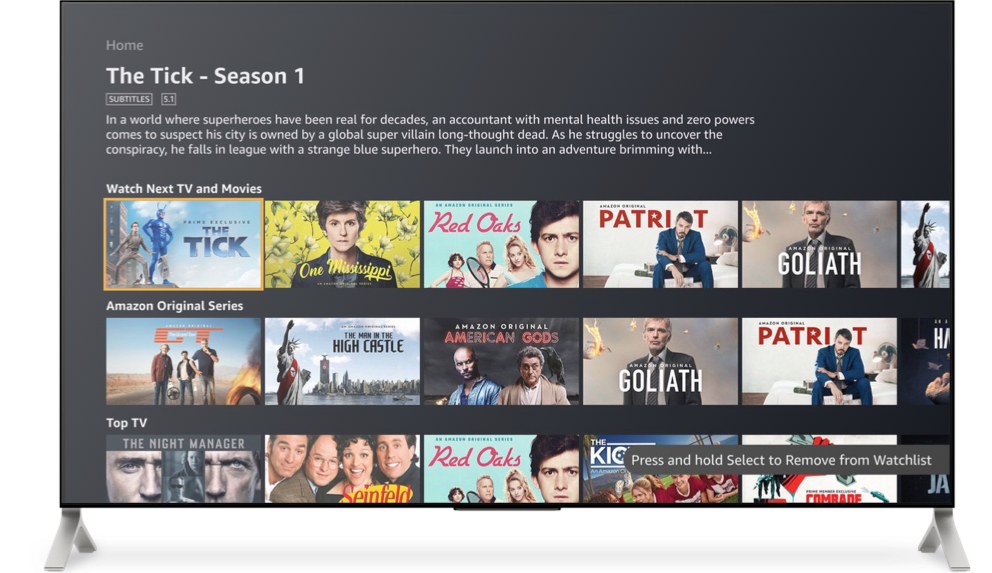 Home
The Tick - Season 1
SUBTITLES 5.1
In a world where superheroes have been real for decades, an accountant with mental health issues and zero powers
comes to suspect his city is owned by a global super villain long-thought dead. As he struggles to uncover the
conspiracy, he falls in league with a strange blue superhero. They launch into an adventure brimming with...
Watch Next TV and Movies
PRIME EXCLUSIVE
THE
TICK
One Mississippi
AN AMAZON ORIGINAL SERIES
AN AMAZON ORIGINAL SERIES
Red Oaks
AMAZON ORIGINAL
PATRIOT
AMAZON ORIGINAL
GOLIATH
Amazon Original Series
AMAZON ORIGINAL
GT
AN AMAZON ORIGINAL SERIES
THE MAN IN THE
HIGH CASTLE
AMAZON ORIGINAL
AMERICAN GODS
AMAZON ORIGINAL
GOLIATH
AMAZON ORIGINAL
PATRIOT
HA
Top TV
THE NIGHT MANAGER
Seinfeld
AN AMAZON ORIGINAL SERIES
Red Oaks
THE
KIC
PRIME MEMBER EXCLUSIVE
COMRADE
JA
Press and hold Select to Remove from Watchlist